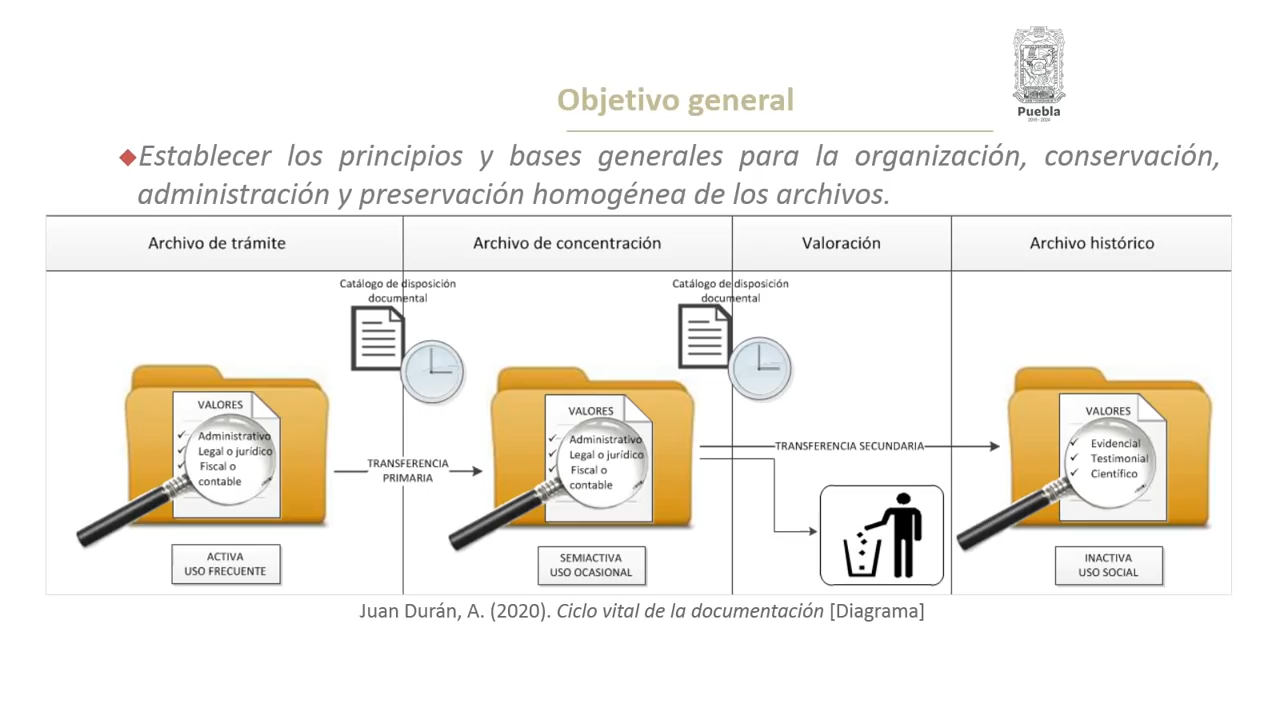 Puebla
Objetivo general
Establecer los principios y bases generales para la organización, conservación,
administración y preservación homogénea de los archivos.
Archivo de trámite
Archivo de concentración
Valoración
Archivo histórico
Catálogo de disposición
documental
Catálogo de disposición
documental
VALORES
Administrativo
Legal o jurídico
Fiscal o
contable
TRANSFERENCIA
PRIMARIA
VALORES
Administrativo
Legal o jurídico
Fiscal o
contable
TRANSFERENCIA SECUNDARIA
VALORES
Evidencial
Testimonial
Científico
ACTIVA
USO FRECUENTE
SEMIACTIVA
USO OCASIONAL
INACTIVA
USO SOCIAL
Juan Durán, A. (2020). Ciclo vital de la documentación [Diagrama]